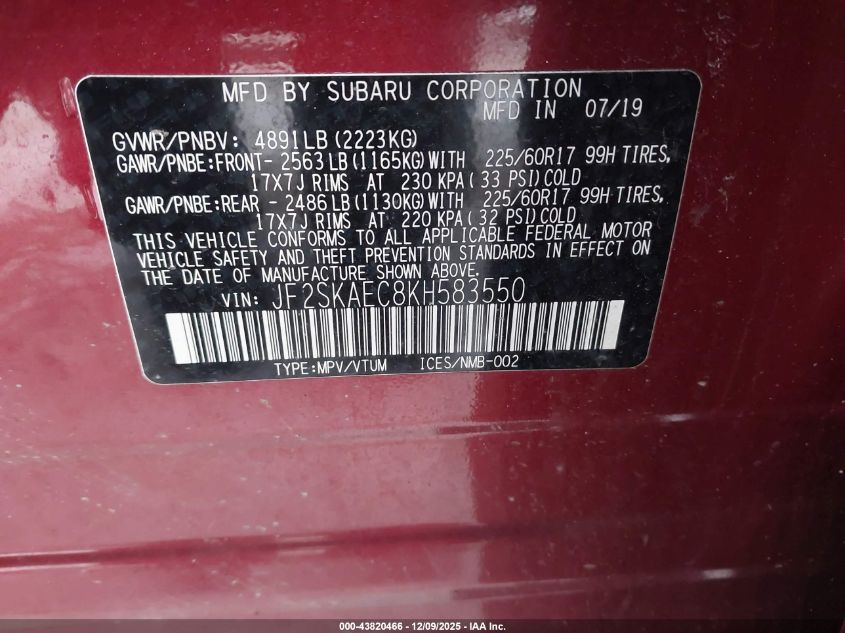 MFD BY SUBARU CORPORATION
MFD IN 07/19
GVWR/PNBV: 4891LB (2223KG)
GAWR/PNBE:FRONT- 2563 LB (1165KG) WITH 225/60R17 99H TIRES,
17X7J RIMS AT 230 KPA ( 33 PSI) COLD
GAWR/PNBE:REAR - 2486 LB (1130KG) WITH 225/60R17 99H TIRES,
17X7J RIMS AT 220 KPA ( 32 PSI) COLD
THIS VEHICLE CONFORMS TO ALL APPLICABLE FEDERAL MOTOR
VEHICLE SAFETY AND THEFT PREVENTION STANDARDS IN EFFECT ON
THE DATE OF MANUFACTURE SHOWN ABOVE.
VIN: JF2SKAEC8KH583550
TYPE:MPV/VTUM ICES/NMB-002
000-43820466 - 12/09/2025 - IAA Inc.